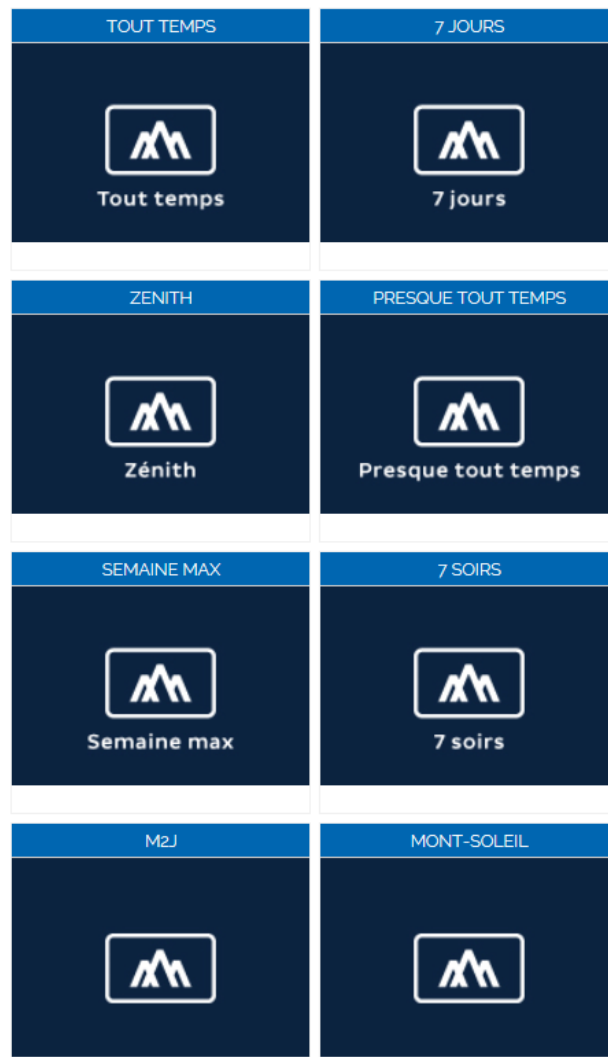 TOUT TEMPS
7 JOURS
Tout temps
7 jours
ZENITH
PRESQUE TOUT TEMPS
Zénith
Presque tout temps
SEMAINE MAX
7 SOIRS
Semaine max
7 soirs
M2J
MONT-SOLEIL